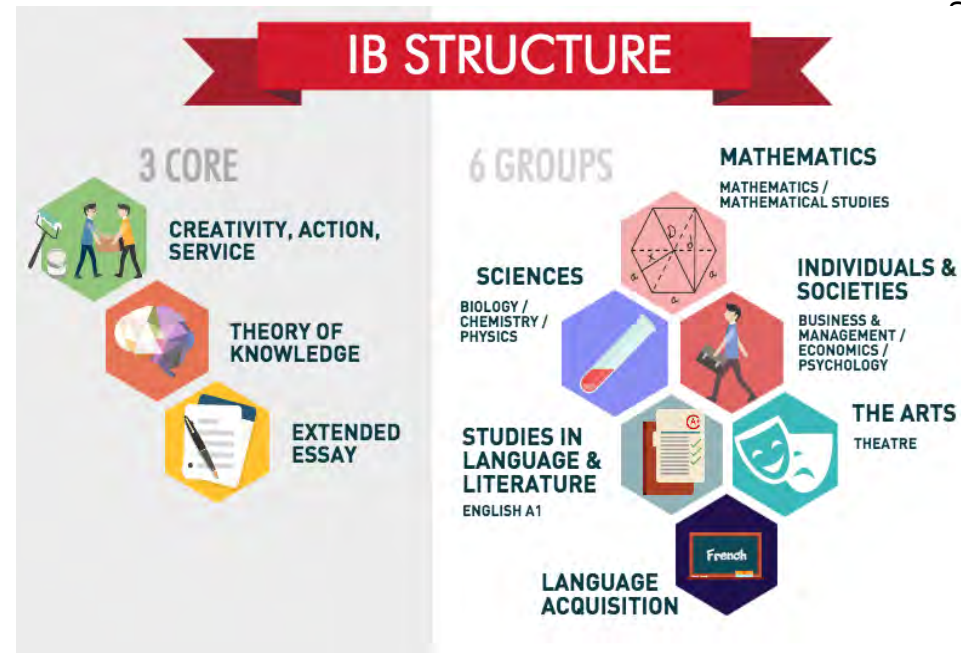 IB STRUCTURE
3 CORE
CREATIVITY, ACTION,
SERVICE
THEORY OF
KNOWLEDGE
EXTENDED
ESSAY
6 GROUPS
MATHEMATICS
MATHEMATICS /
MATHEMATICAL STUDIES
SCIENCES
BIOLOGY /
CHEMISTRY /
PHYSICS
INDIVIDUALS &
SOCIETIES
BUSINESS &
MANAGEMENT /
ECONOMICS /
PSYCHOLOGY
STUDIES IN
LANGUAGE &
LITERATURE
ENGLISH A1
A+
THE ARTS
THEATRE
French
LANGUAGE
ACQUISITION